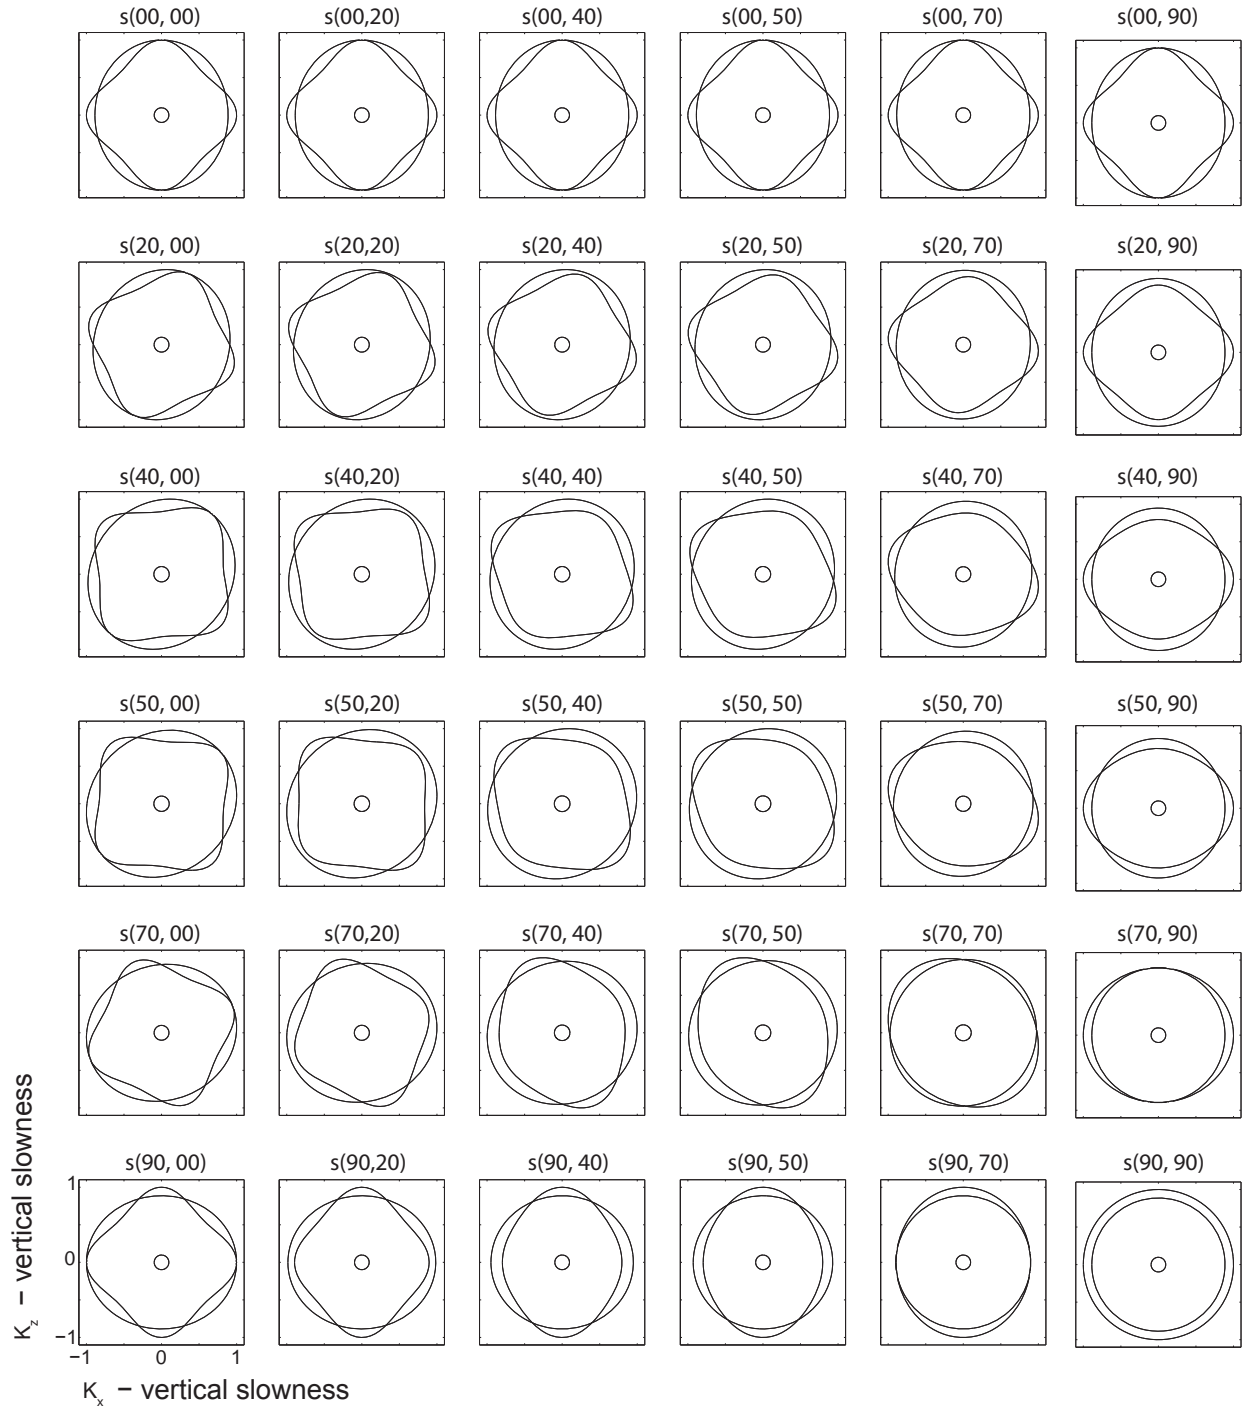 s(00, 00) s(00,20) s(00, 40) s(00, 50) s(00, 70) s(00, 90)
s(20, 00) s(20,20) s(20, 40) s(20, 50) s(20, 70) s(20, 90)
s(40, 00) s(40,20) s(40, 40) s(40, 50) s(40, 70) s(40, 90)
s(50, 00) s(50,20) s(50, 40) s(50, 50) s(50, 70) s(50, 90)
s(70, 00) s(70,20) s(70, 40) s(70, 50) s(70, 70) s(70, 90)
s(90, 00) s(90,20) s(90, 40) s(90, 50) s(90, 70) s(90, 90)
1
0
−1
K_z − vertical slowness
−1 0 1
K_x − vertical slowness